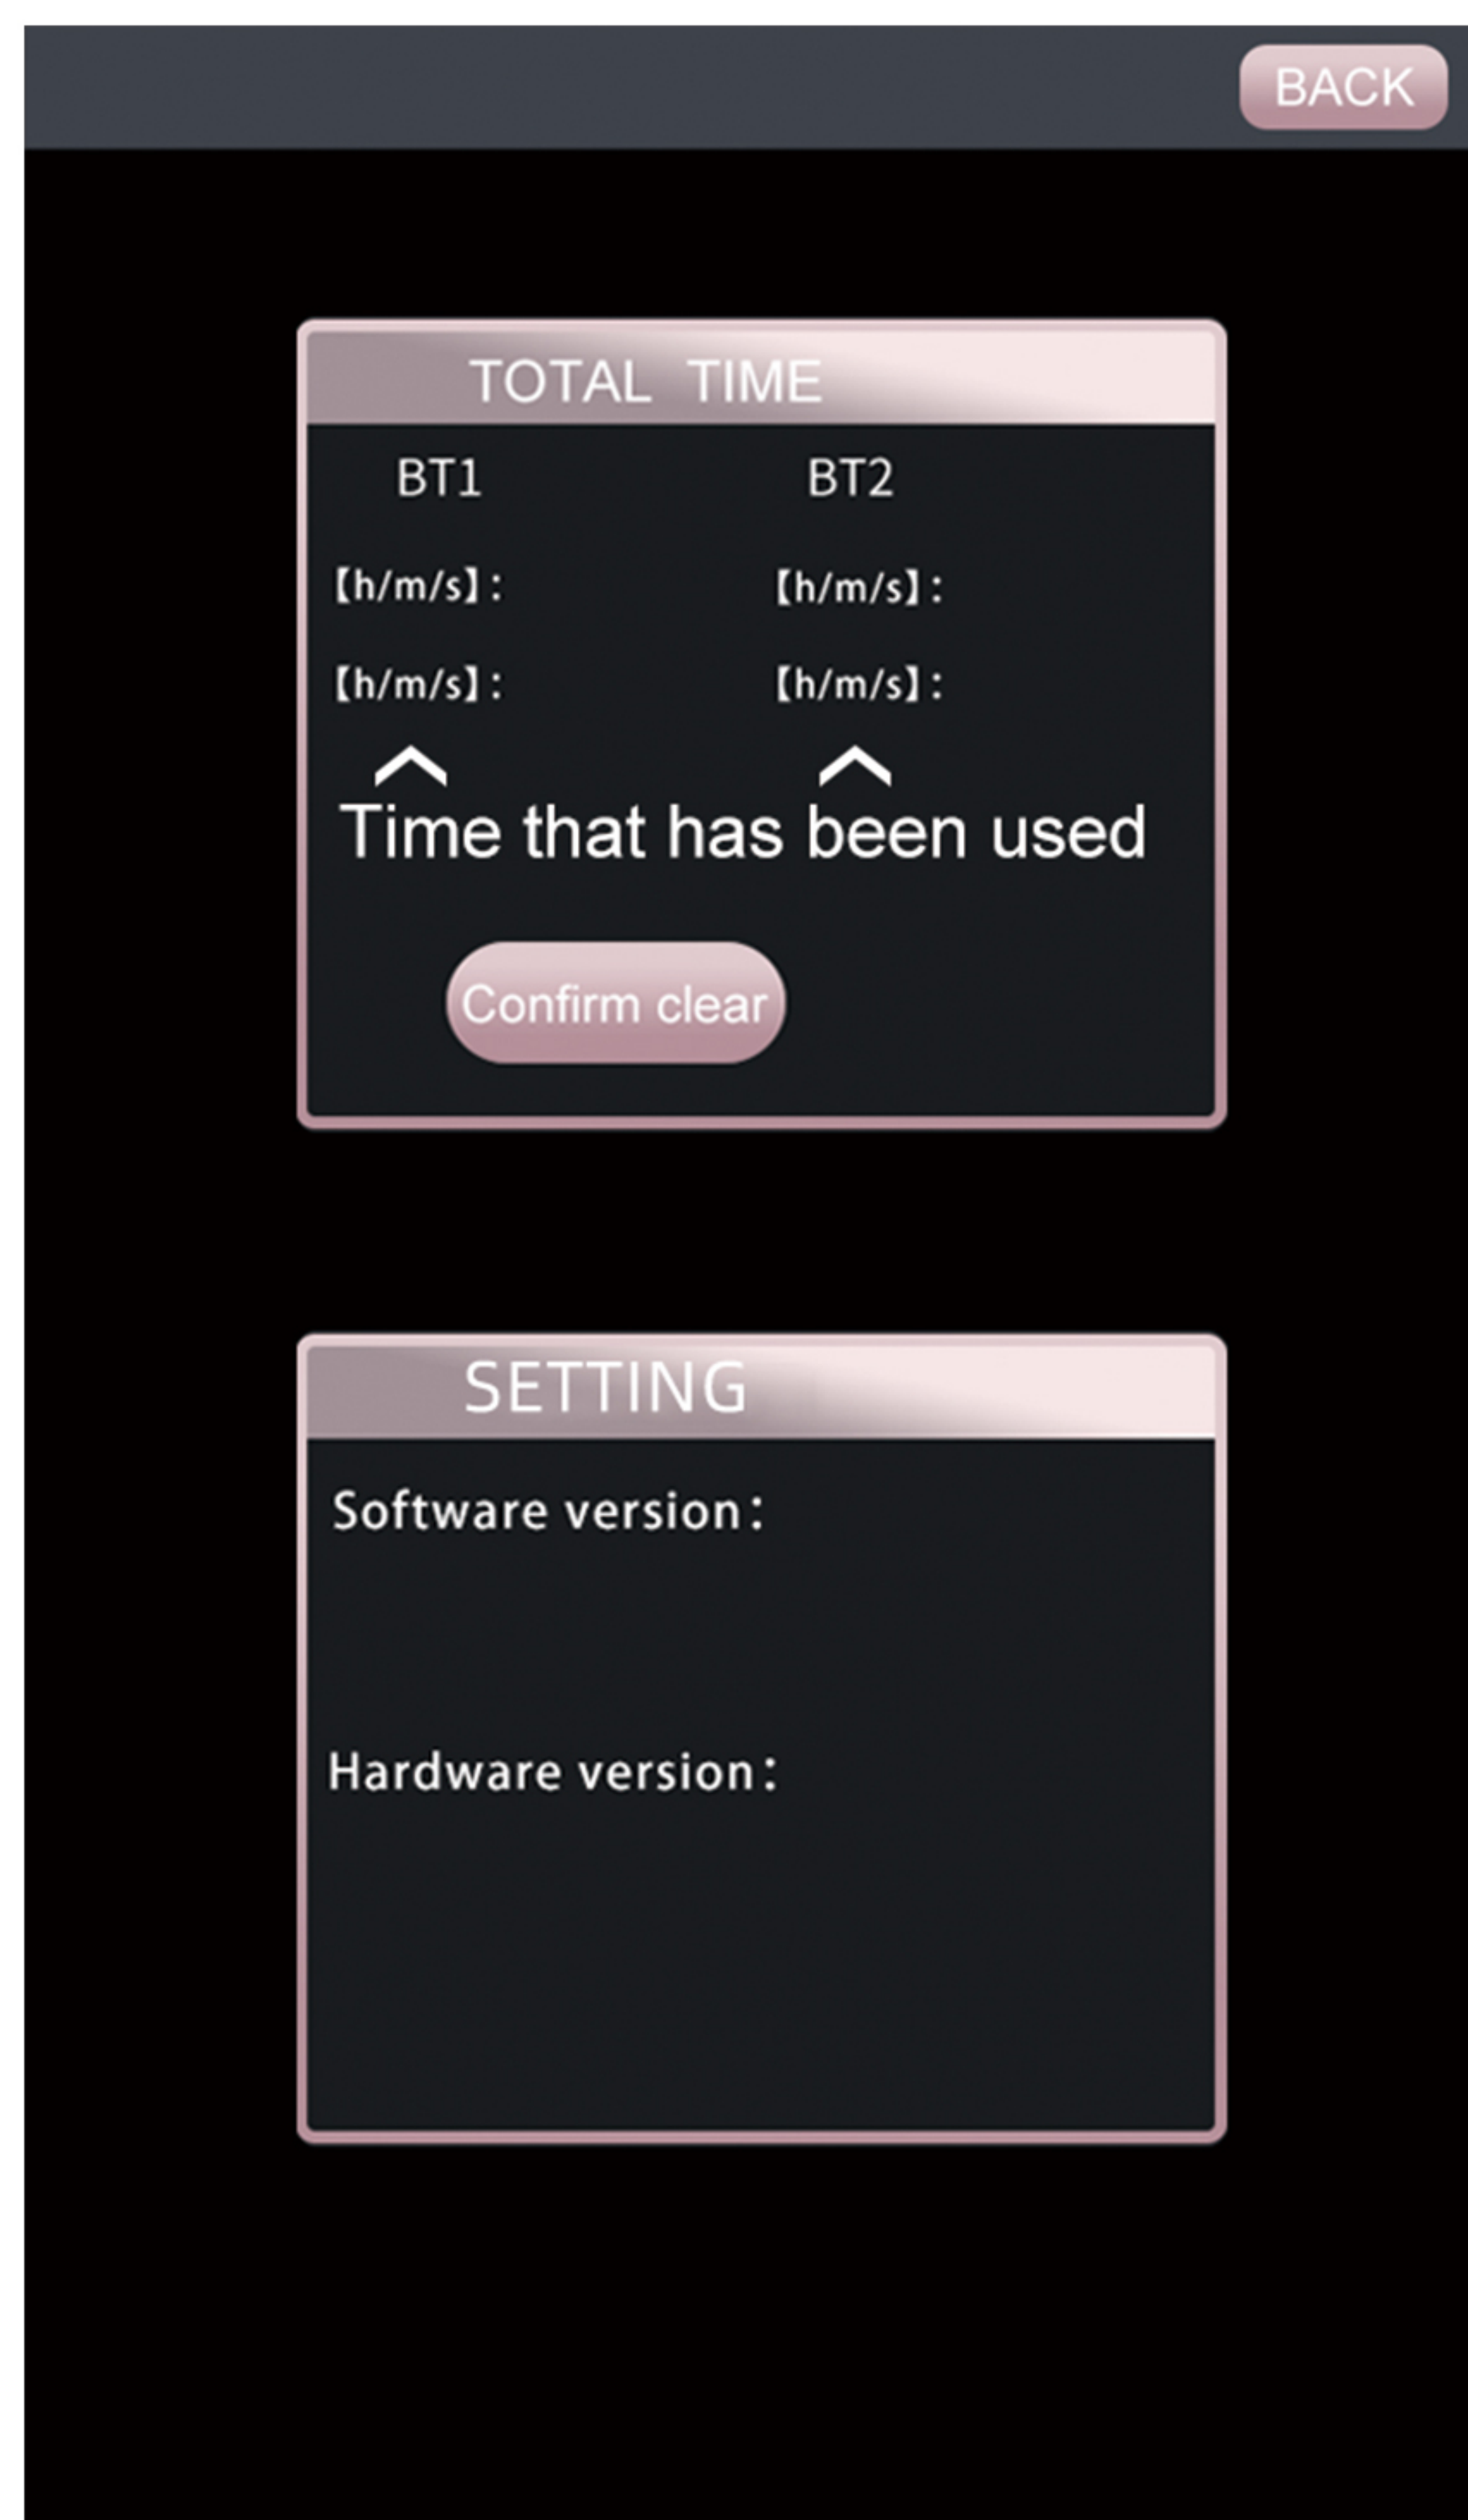 BACK
TOTAL TIME
BT1 BT2
【h/m/s】: 【h/m/s】:
【h/m/s】: 【h/m/s】:
Time that has been used
Confirm clear
SETTING
Software version:
Hardware version: